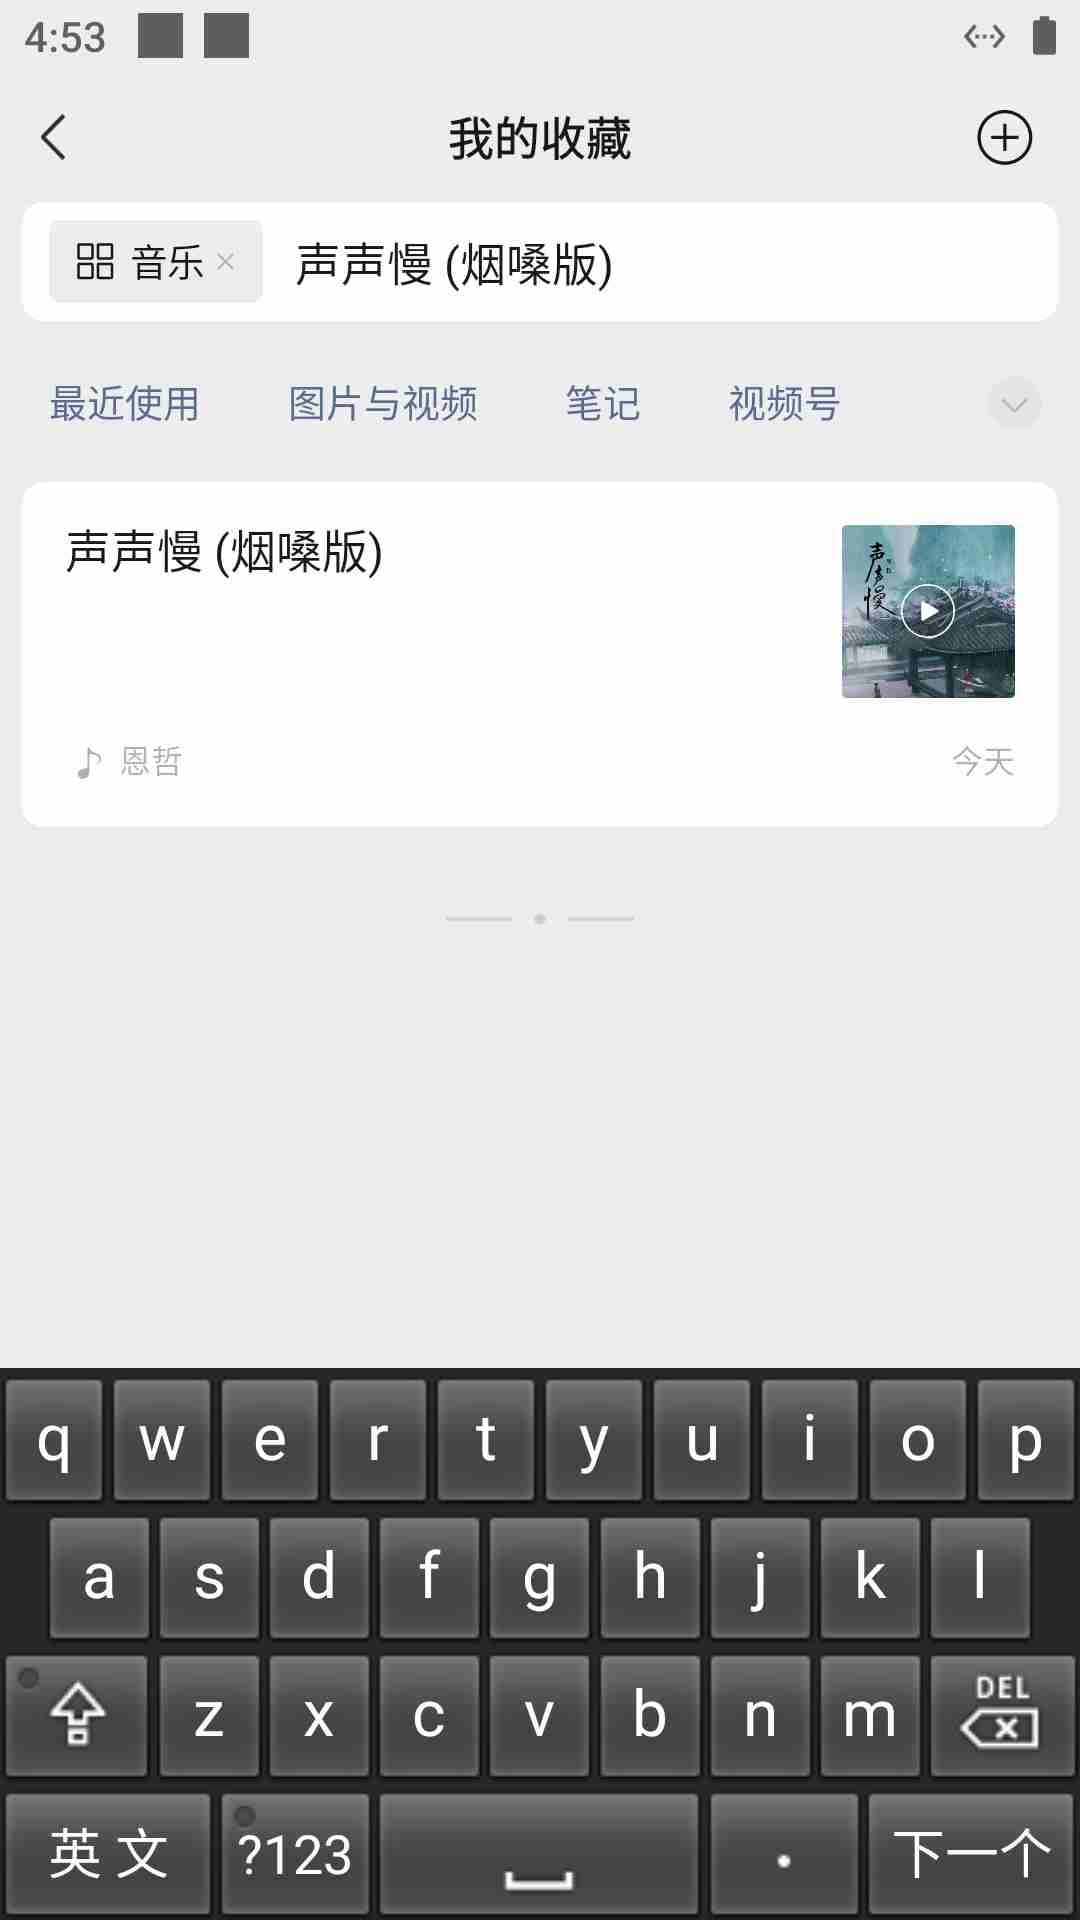 4:53
我的收藏
音乐 声声慢 (烟嗓版)
最近使用 图片与视频 笔记 视频号
声声慢 (烟嗓版)
声声慢
恩哲 今天
q w e r t y u i o p
a s d f g h j k l
z x c v b n m DEL
英文 ?123 . 下一个